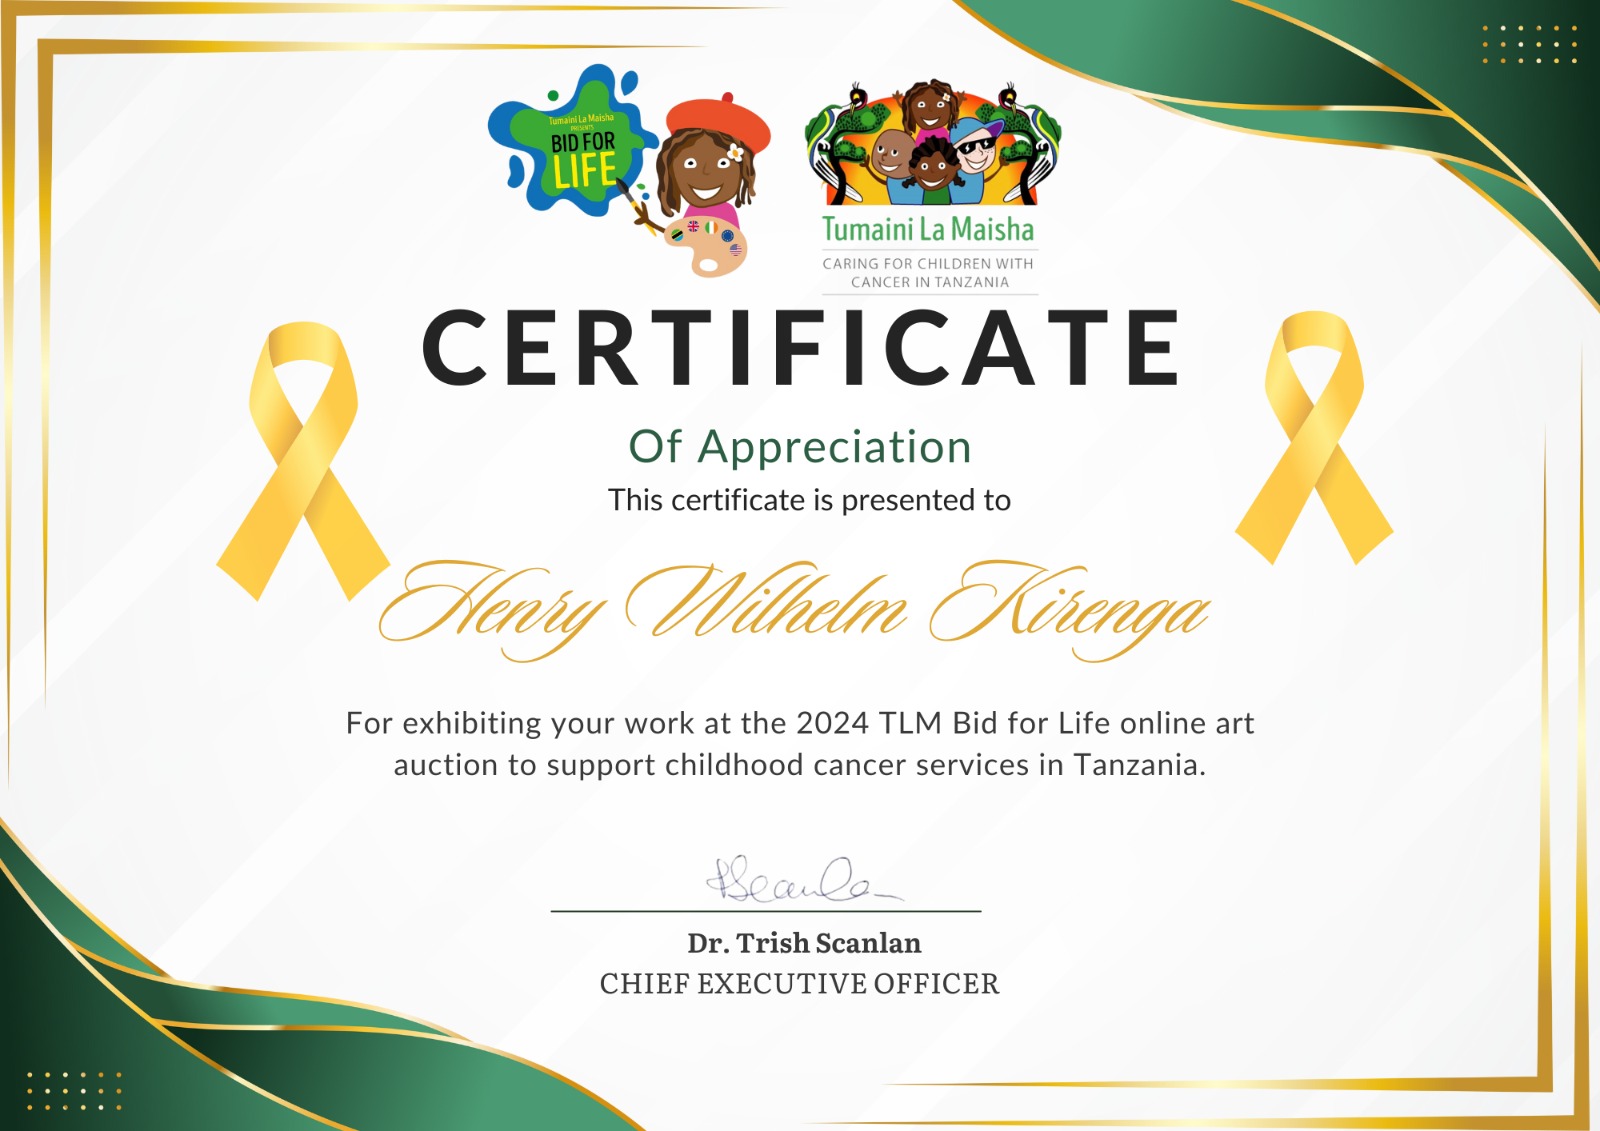 Tumaini La Maisha
PRESENTS
BID FOR
LIFE
Tumaini La Maisha
CARING FOR CHILDREN WITH
CANCER IN TANZANIA
CERTIFICATE
Of Appreciation
This certificate is presented to
Henry Wilhelm Kirenga
For exhibiting your work at the 2024 TLM Bid for Life online art
auction to support childhood cancer services in Tanzania.
Dr. Trish Scanlan
CHIEF EXECUTIVE OFFICER